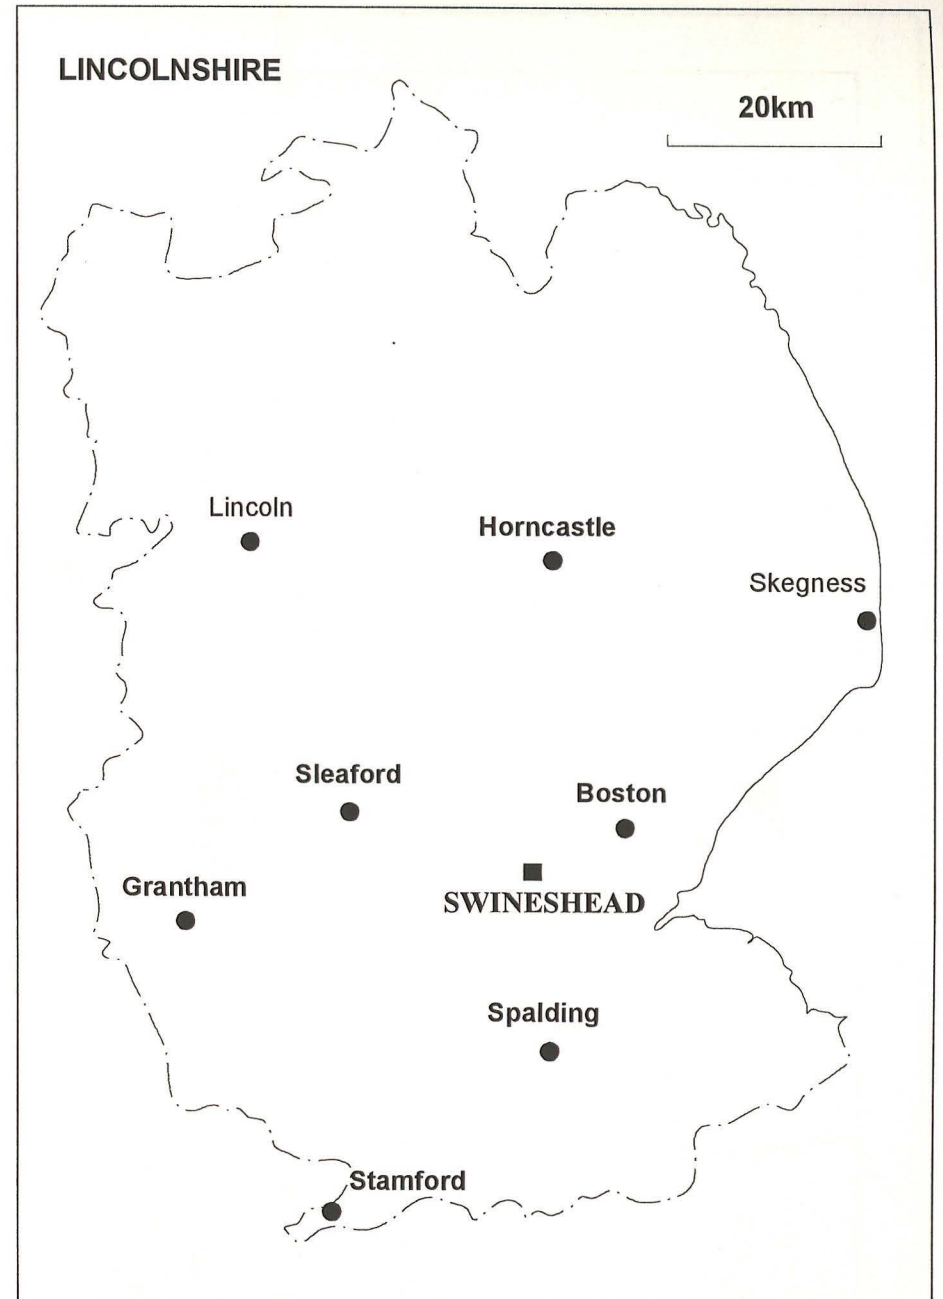 LINCOLNSHIRE
20km
Lincoln
Horncastle
Skegness
Sleaford
Boston
Grantham
SWINESHEAD
Spalding
Stamford